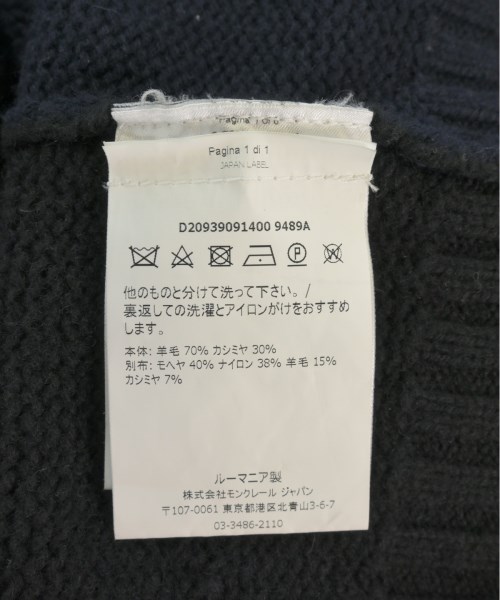 Pagina 1 di 6
Pagina 1 di 1
JAPAN LABEL
D20939091400 9489A
P
W
他のものと分けて洗って下さい。/
裏返しての洗濯とアイロンがけをおすすめ
します。
本体: 羊毛 70% カシミヤ 30%
別布: モヘヤ 40% ナイロン 38% 羊毛 15%
カシミヤ 7%
ルーマニア製
株式会社モンクレール ジャパン
〒107-0061 東京都港区北青山3-6-7
03-3486-2110